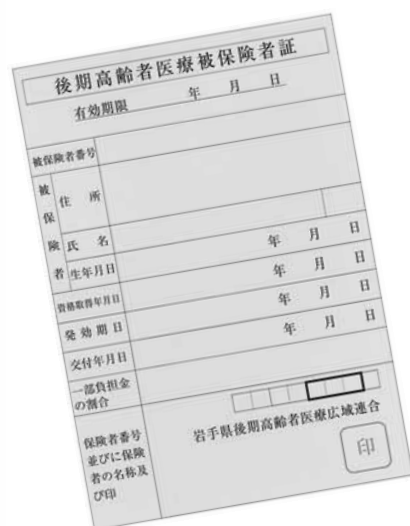 後期高齢者医療被保険者証
有効期限 年 月 日
被保険者番号
被保険者
住所
氏名
生年月日 年 月 日
資格取得年月日 年 月 日
発効期日 年 月 日
交付年月日 年 月 日
一部負担金
の割合
保険者番号
並びに保険
者の名称及
び印
岩手県後期高齢者医療広域連合
印